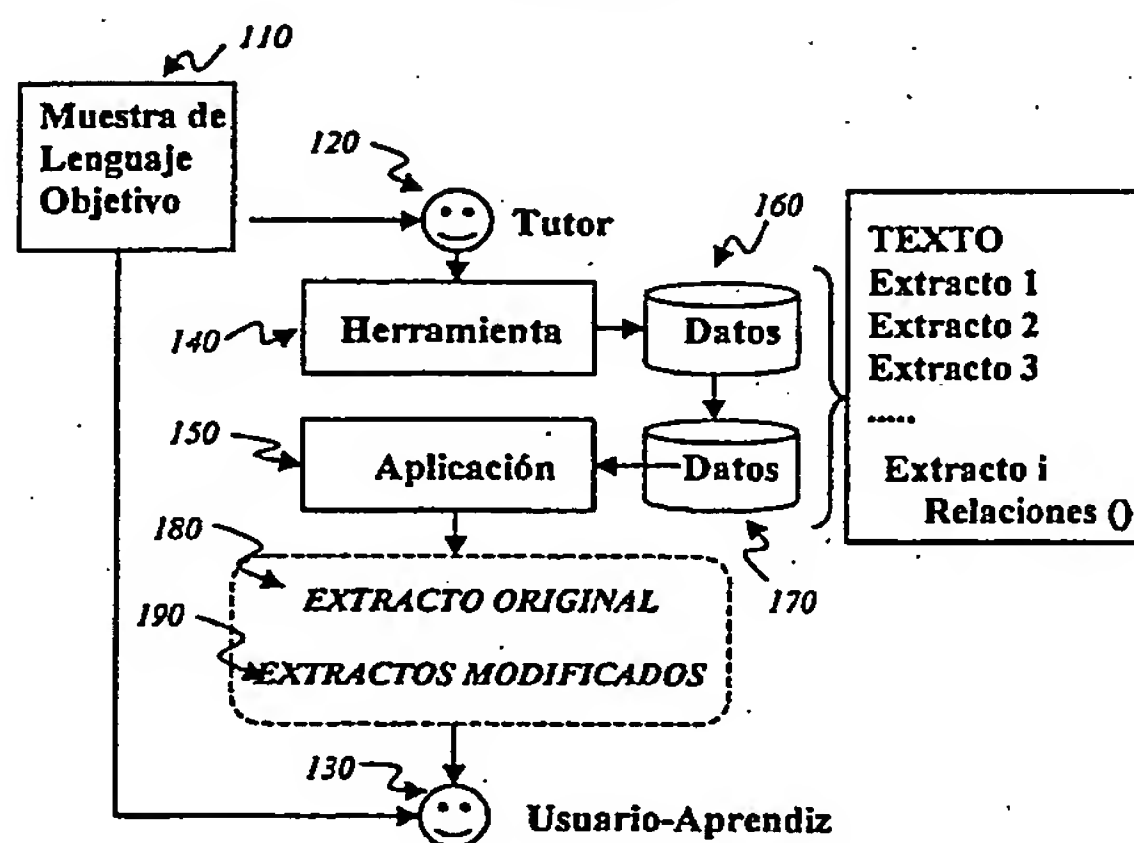 110
Muestra de
Lenguaje
Objetivo
120
Tutor
160
140
Herramienta
Datos
TEXTO
Extracto 1
Extracto 2
Extracto 3
.....
Extracto i
Relaciones ()
150
Aplicación
Datos
170
180
EXTRACTO ORIGINAL
190
EXTRACTOS MODIFICADOS
130
Usuario-Aprendiz